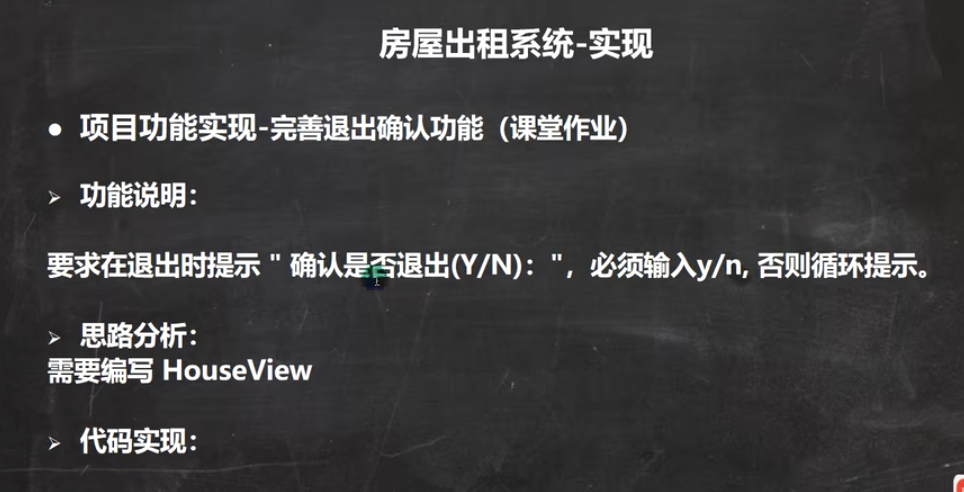 房屋出租系统-实现
● 项目功能实现-完善退出确认功能（课堂作业）
➢ 功能说明：
要求在退出时提示 " 确认是否退出(Y/N)： "，必须输入y/n, 否则循环提示。
➢ 思路分析：
需要编写 HouseView
➢ 代码实现：